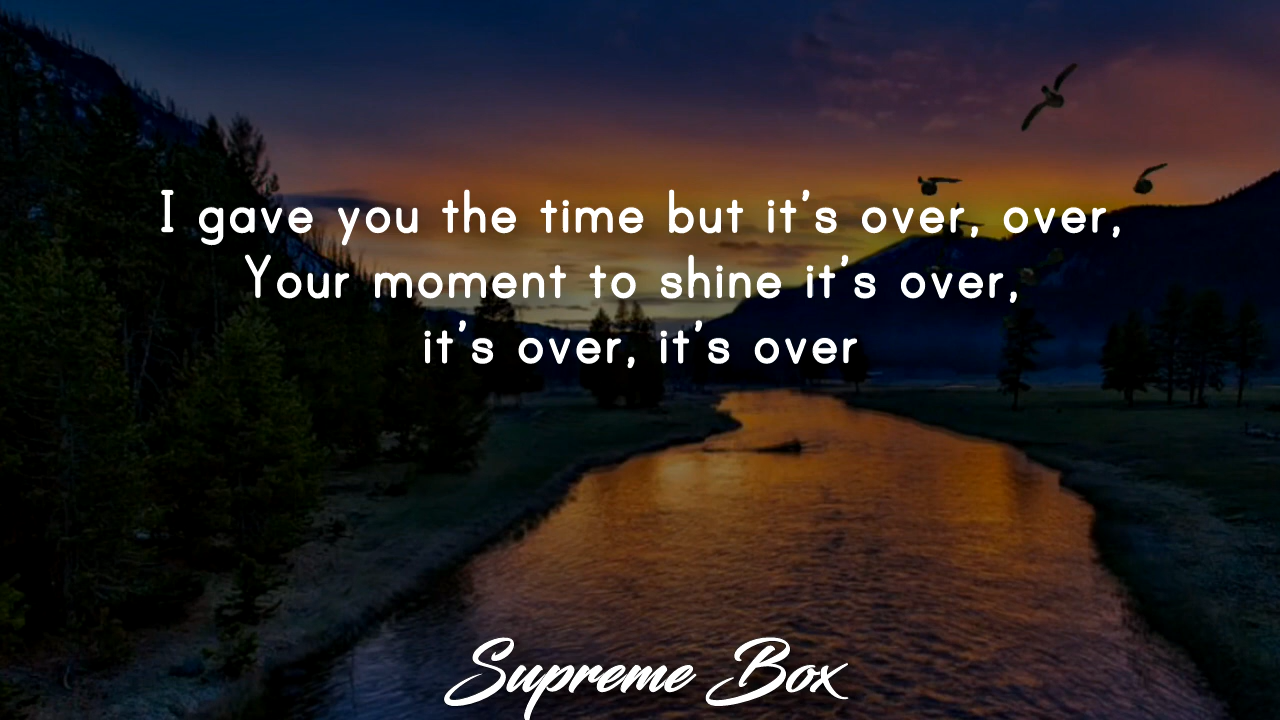 I gave you the time but it's over, over,
Your moment to shine it's over,
it's over, it's over
Supreme Box